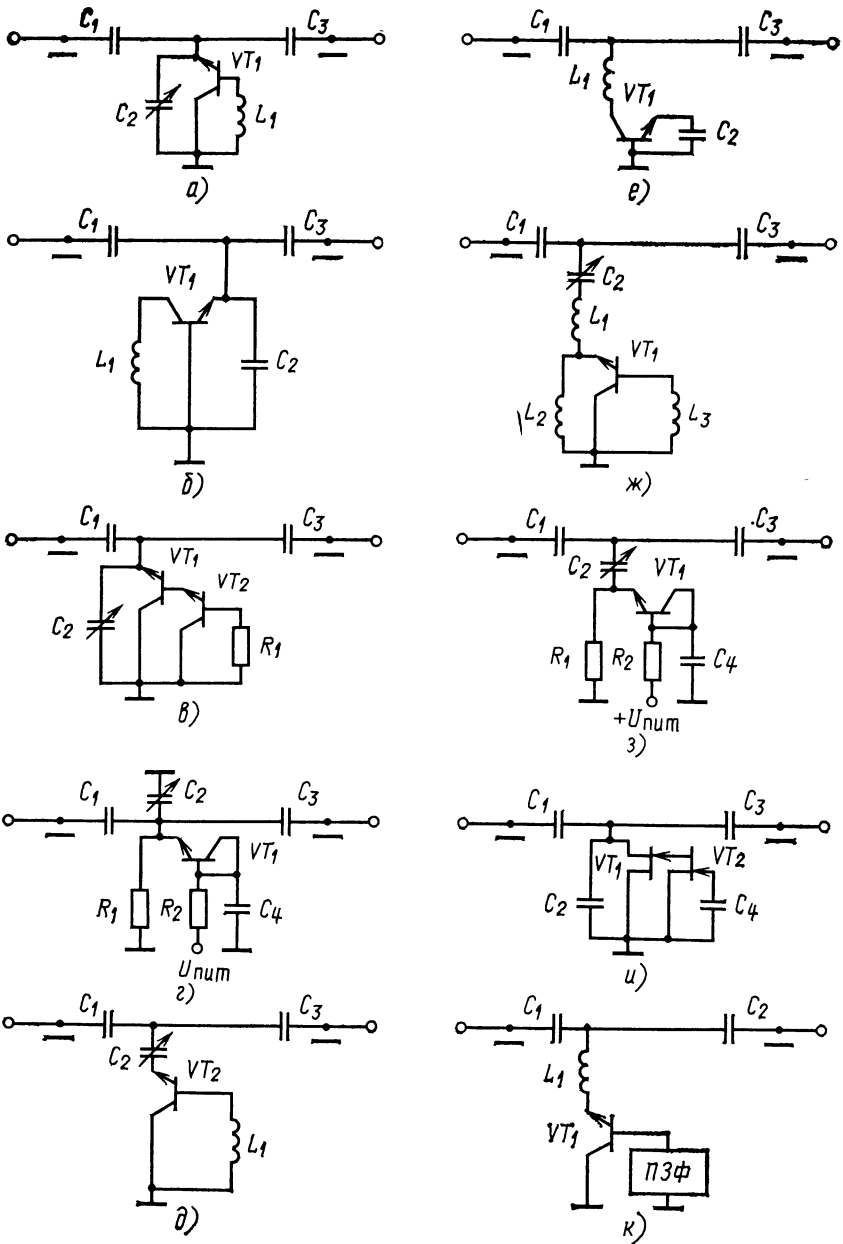 C1 C3
VT1
C2 L1
а)
C1 C3
VT1
L1 C2
б)
C1 C3
VT1
VT2
C2 R1
в)
C1 C2 C3
VT1
R1 R2 C4
Uпит
г)
C1 C3
C2 VT2
L1
д)
C1 C3
L1 VT1
C2
е)
C1 C3
C2
L1
VT1
L2 L3
ж)
C1 C3
C2 VT1
R1 R2 C4
+Uпит
з)
C1 C3
VT1 VT2
C2 C4
и)
C1 C2
L1
VT1
ПЗФ
к)